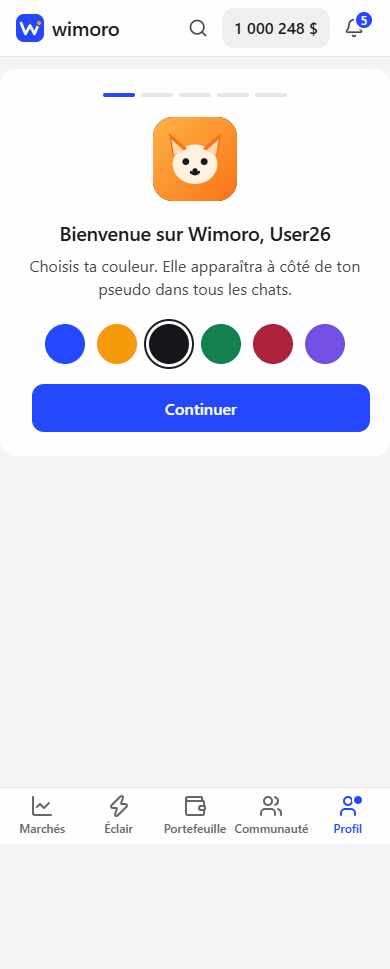 wimoro
1 000 248 $
5
Bienvenue sur Wimoro, User26
Choisis ta couleur. Elle apparaîtra à côté de ton
pseudo dans tous les chats.
Continuer
Marchés
Éclair
Portefeuille
Communauté
Profil